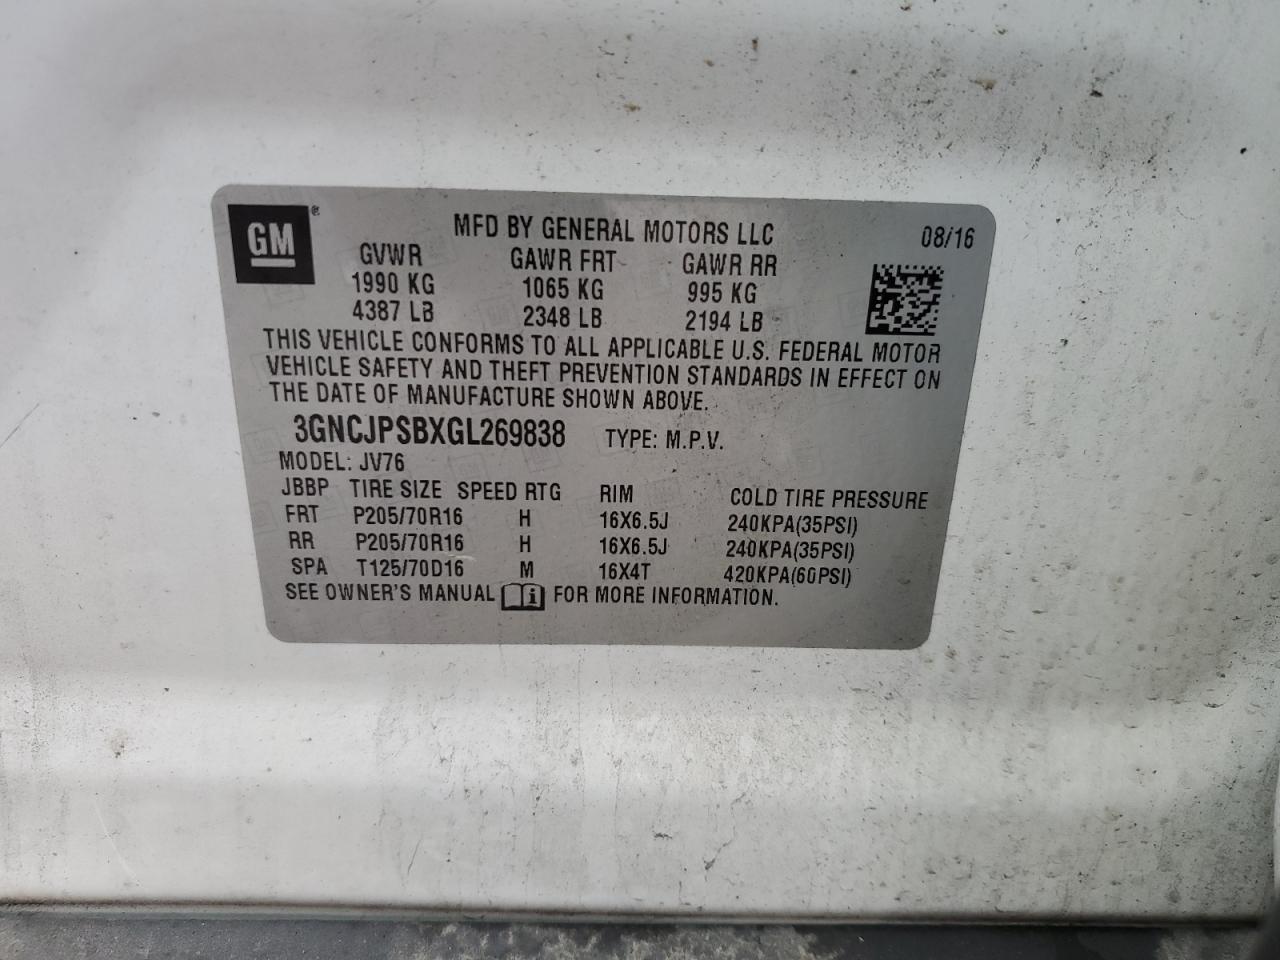 GM ®
MFD BY GENERAL MOTORS LLC 08/16
GVWR GAWR FRT GAWR RR
1990 KG 1065 KG 995 KG
4387 LB 2348 LB 2194 LB
THIS VEHICLE CONFORMS TO ALL APPLICABLE U.S. FEDERAL MOTOR
VEHICLE SAFETY AND THEFT PREVENTION STANDARDS IN EFFECT ON
THE DATE OF MANUFACTURE SHOWN ABOVE.
3GNCJPSBXGL269838 TYPE: M.P.V.
MODEL: JV76
JBBP TIRE SIZE SPEED RTG RIM COLD TIRE PRESSURE
FRT P205/70R16 H 16X6.5J 240KPA(35PSI)
RR P205/70R16 H 16X6.5J 240KPA(35PSI)
SPA T125/70D16 M 16X4T 420KPA(60PSI)
SEE OWNER'S MANUAL i FOR MORE INFORMATION.